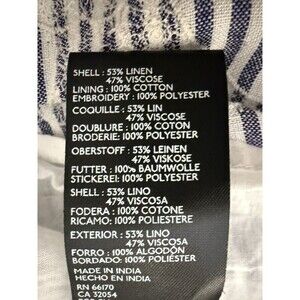 SHELL : 53% LINEN
47% VISCOSE
LINING : 100% COTTON
EMBROIDERY : 100% POLYESTER
COQUILLE : 53% LIN
47% VISCOSE
DOUBLURE : 100% COTON
BRODERIE: 100% POLYESTER
OBERSTOFF : 53% LEINEN
47% VISKOSE
FUTTER : 100% BAUMWOLLE
STICKEREI: 100% POLYESTER
SHELL : 53% LINO
47% VISCOSA
FODERA : 100% COTONE
RICAMO: 100% POLIESTERE
EXTERIOR : 53% LINO
47% VISCOSA
FORRO : 100% ALGODÓN
BORDADO: 100% POLIÉSTER
MADE IN INDIA
HECHO EN INDIA
RN 66170
CA 32054